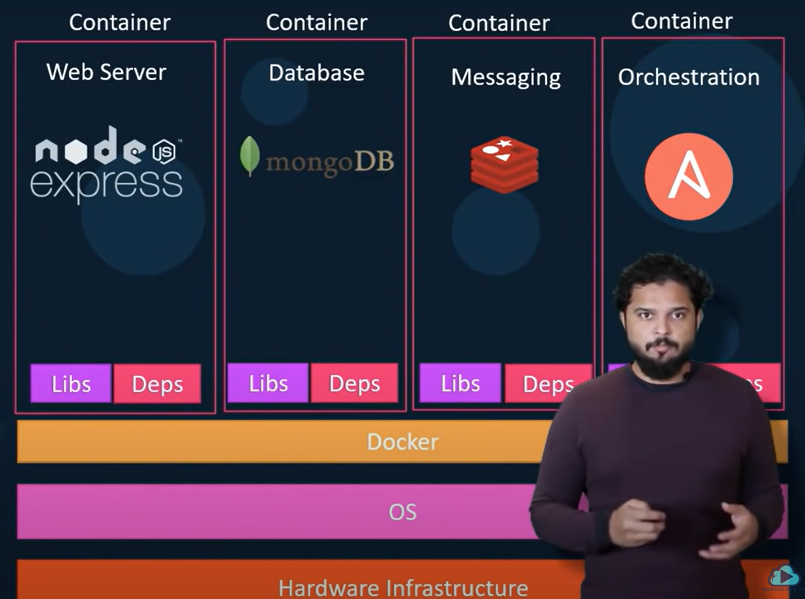 Container
Container
Container
Container
Web Server
Database
Messaging
Orchestration
node JS ™
express
mongoDB
Libs
Deps
Libs
Deps
Libs
Deps
Docker
OS
Hardware Infrastructure